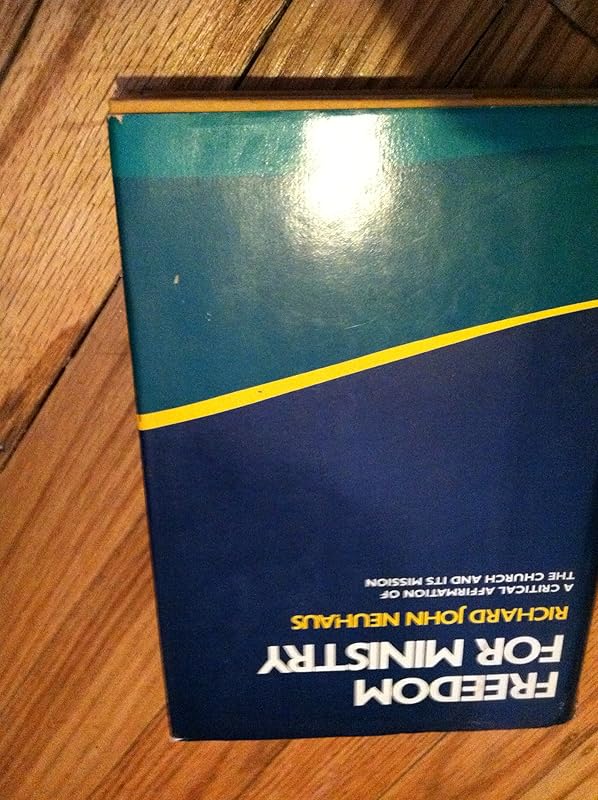 FREEDOM
FOR MINISTRY
RICHARD JOHN NEUHAUS
A CRITICAL AFFIRMATION OF
THE CHURCH AND ITS MISSION